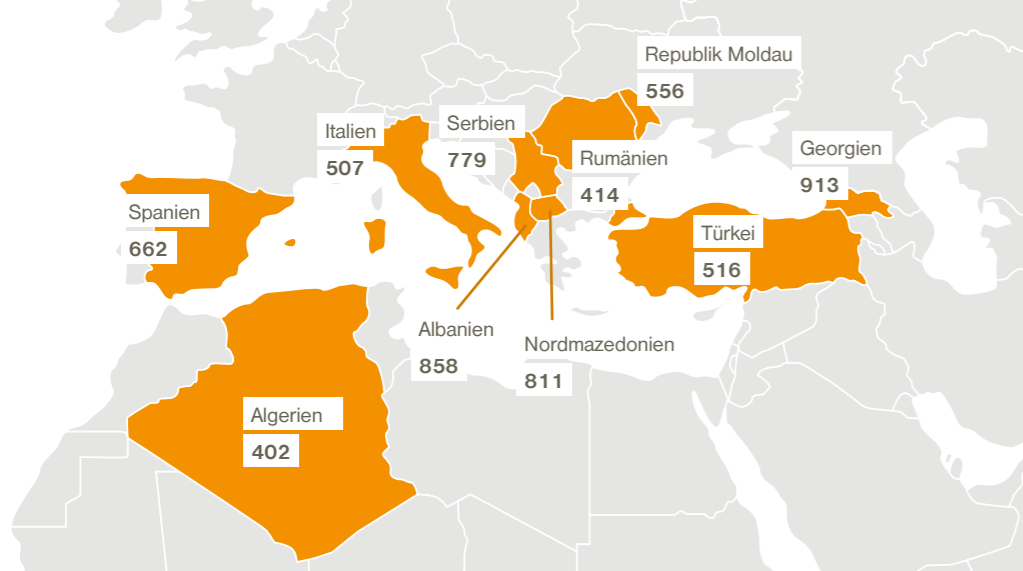 Republik Moldau
556
Italien
507
Serbien
779
Rumänien
414
Georgien
913
Spanien
662
Türkei
516
Albanien
858
Nordmazedonien
811
Algerien
402